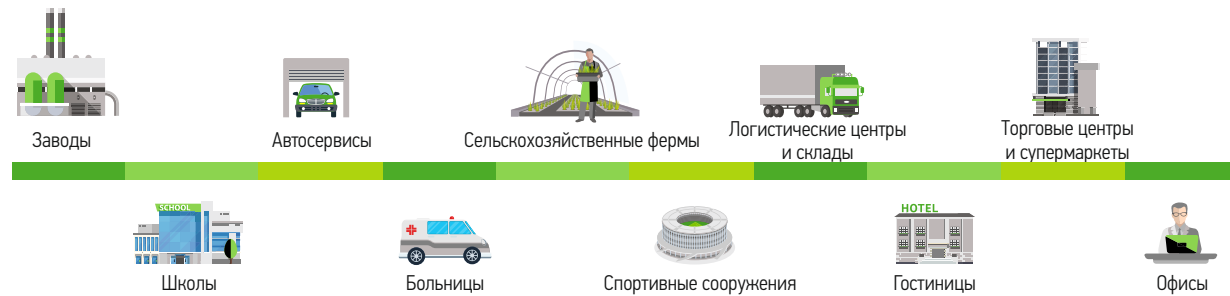 Заводы
Автосервисы
Сельскохозяйственные фермы
Логистические центры
и склады
Торговые центры
и супермаркеты
SCHOOL
Школы
Больницы
Спортивные сооружения
HOTEL
Гостиницы
Офисы